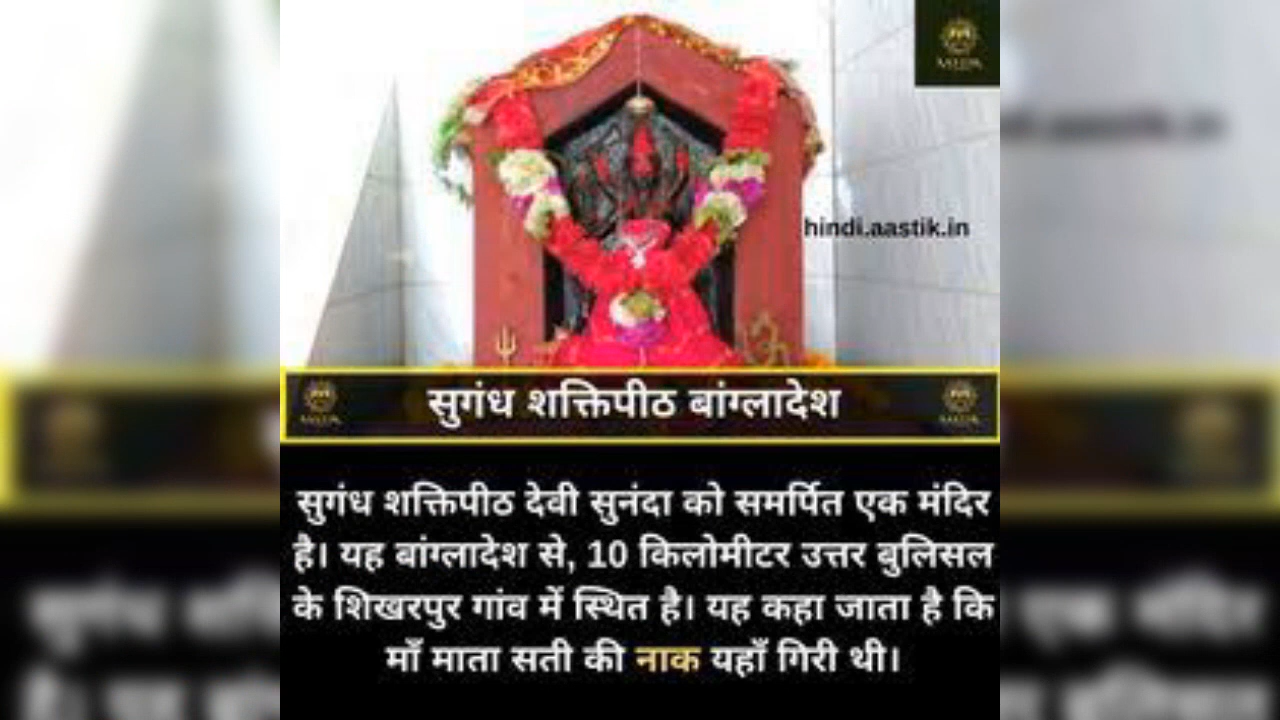 hindi.aastik.in
सुगंध शक्तिपीठ बांग्लादेश
सुगंध शक्तिपीठ देवी सुनंदा को समर्पित एक मंदिर
है। यह बांग्लादेश से, 10 किलोमीटर उत्तर बुलिसल
के शिखरपुर गांव में स्थित है। यह कहा जाता है कि
माँ माता सती की नाक यहाँ गिरी थी।